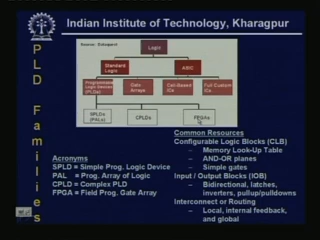 Indian Institute of Technology, Kharagpur
PLD Families
Source: Dataquest
Logic
Standard Logic
ASIC
Programmable Logic Devices (PLDs)
Gate Arrays
Cell-Based ICs
Full Custom ICs
SPLDs (PALs)
CPLDs
FPGAs
Acronyms
SPLD = Simple Prog. Logic Device
PAL = Prog. Array of Logic
CPLD = Complex PLD
FPGA = Field Prog. Gate Array
Common Resources
Configurable Logic Blocks (CLB)
– Memory Look-Up Table
– AND-OR planes
– Simple gates
Input / Output Blocks (IOB)
– Bidirectional, latches,
inverters, pullup/pulldowns
Interconnect or Routing
– Local, internal feedback,
and global